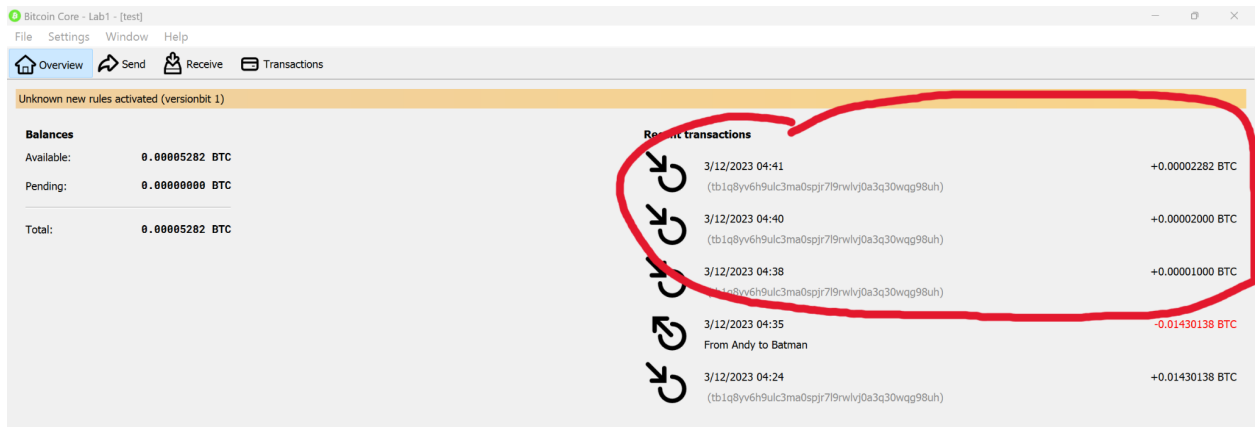 Bitcoin Core - Lab1 - [test]
File Settings Window Help
Overview Send Receive Transactions
Unknown new rules activated (versionbit 1)
Balances
Available: 0.00005282 BTC
Pending: 0.00000000 BTC
Total: 0.00005282 BTC
Recent transactions
3/12/2023 04:41 +0.00002282 BTC
(tb1q8yv6h9ulc3ma0spjr7l9rwlvj0a3q30wqg98uh)
3/12/2023 04:40 +0.00002000 BTC
(tb1q8yv6h9ulc3ma0spjr7l9rwlvj0a3q30wqg98uh)
3/12/2023 04:38 +0.00001000 BTC
(tb1q8yv6h9ulc3ma0spjr7l9rwlvj0a3q30wqg98uh)
3/12/2023 04:35 -0.01430138 BTC
From Andy to Batman
3/12/2023 04:24 +0.01430138 BTC
(tb1q8yv6h9ulc3ma0spjr7l9rwlvj0a3q30wqg98uh)